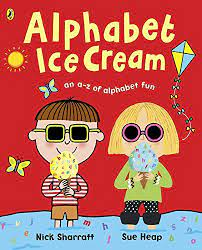 Alphabet
Ice Cream
an a-z of alphabet fun
Nick Sharratt
Sue Heap